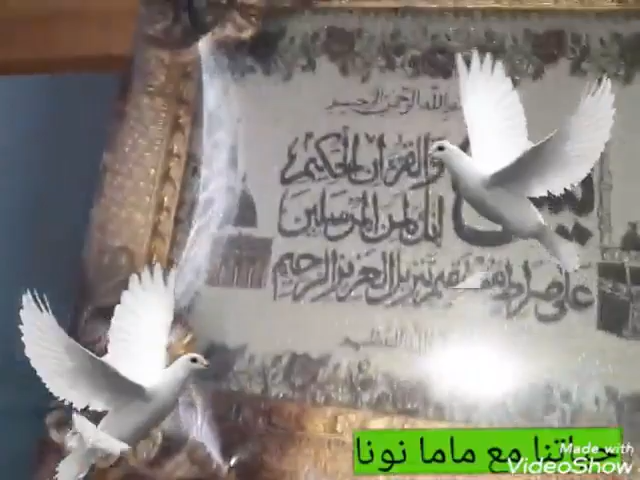 بسم الله الرحمن الرحيم
يس والقرآن الحكيم
إنك لمن المرسلين
على صراط مستقيم تنزيل العزيز الرحيم
مع ماما نونا
Made with
VideoShow